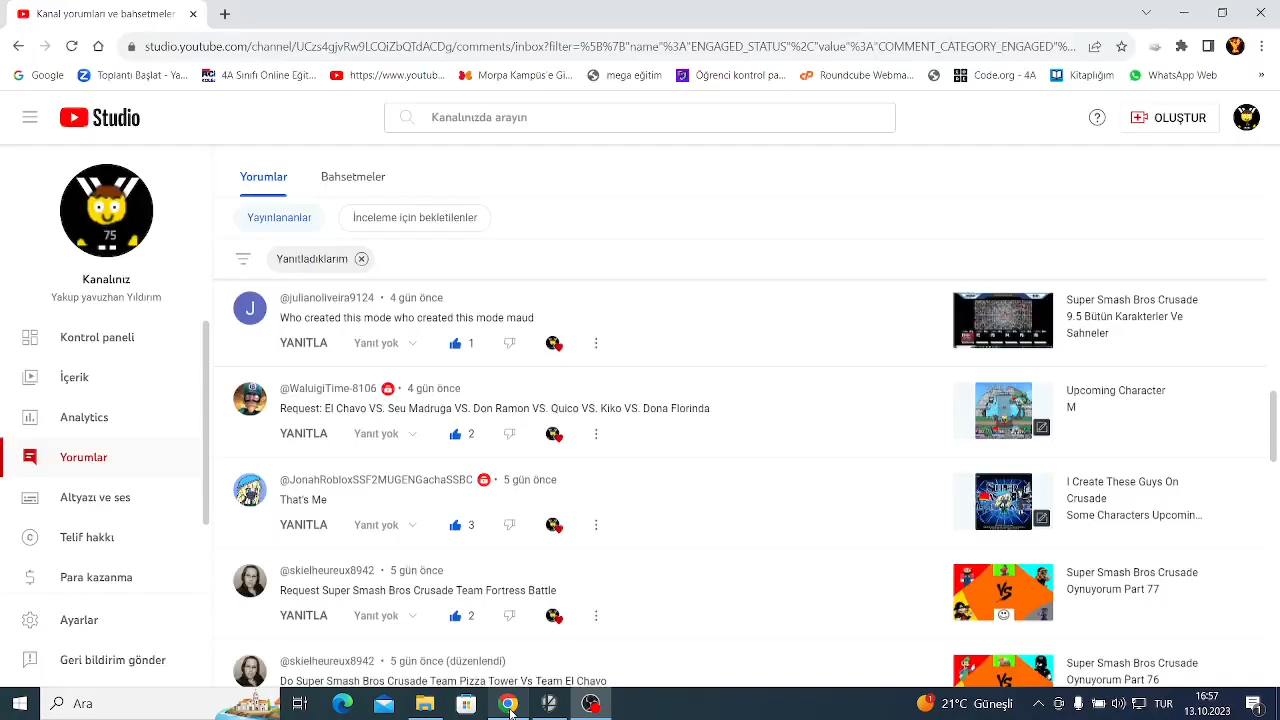 Kanal yorumları ve bahsetmeler
studio.youtube.com/channel/UCzs4gjvRw9LCQiZbQTdACDg/comments/inbox?filter=%5B%7B"name"%3A"ENGAGED_STATUS"%2C"value"%3A"COMMENT_CATEGORY_ENGAGED"%...
Google
Toplantı Başlat - Ya...
4A Sınıfı Online Eğit...
https://www.youtub...
Morpa Kampüs e G...
mega eğitim
Öğrenci kontrol pa...
Roundcube Webma...
Code.org - 4A
Kitaplığım
WhatsApp Web
»
Studio
Kanalınızda arayın
OLUŞTUR
75
Kanalınız
Yakup yavuzhan Yıldırım
Kontrol paneli
İçerik
Analytics
Yorumlar
Altyazı ve ses
Telif hakkı
Para kazanma
Ayarlar
Geri bildirim gönder
Yorumlar
Bahsetmeler
Yayınlananlar
İnceleme için bekletilenler
Yanıtladıklarım
4 gün önce
Who created this mode who created this mode maud
YANITLA
Yanıt yok
1
Super Smash Bros Crusade
9.5 Bütün Karakterler Ve
Sahneler
@WaluigiTime-8106 • 4 gün önce
Request: El Chavo VS. Seu Madruga VS. Don Ramon VS. Quico VS. Kiko VS. Dona Florinda
YANITLA
Yanıt yok
2
Upcoming Character
M
@JonahRobloxSSF2MUGENGachaSSBC • 5 gün önce
That's Me
YANITLA
Yanıt yok
3
I Create These Guys On
Crusade
Some Characters Upcomin...
@skielheureux8942 • 5 gün önce
Request Super Smash Bros Crusade Team Fortress Battle
YANITLA
Yanıt yok
2
VS
Super Smash Bros Crusade
Oynuyorum Part 77
@skielheureux8942 • 5 gün önce (düzenlendi)
Do Super Smash Bros Crusade Team Pizza Tower Vs Team El Chavo
VS
Super Smash Bros Crusade
Oynuyorum Part 76
Ara
1
21°C Güneşli
TUR
16:57
13.10.2023